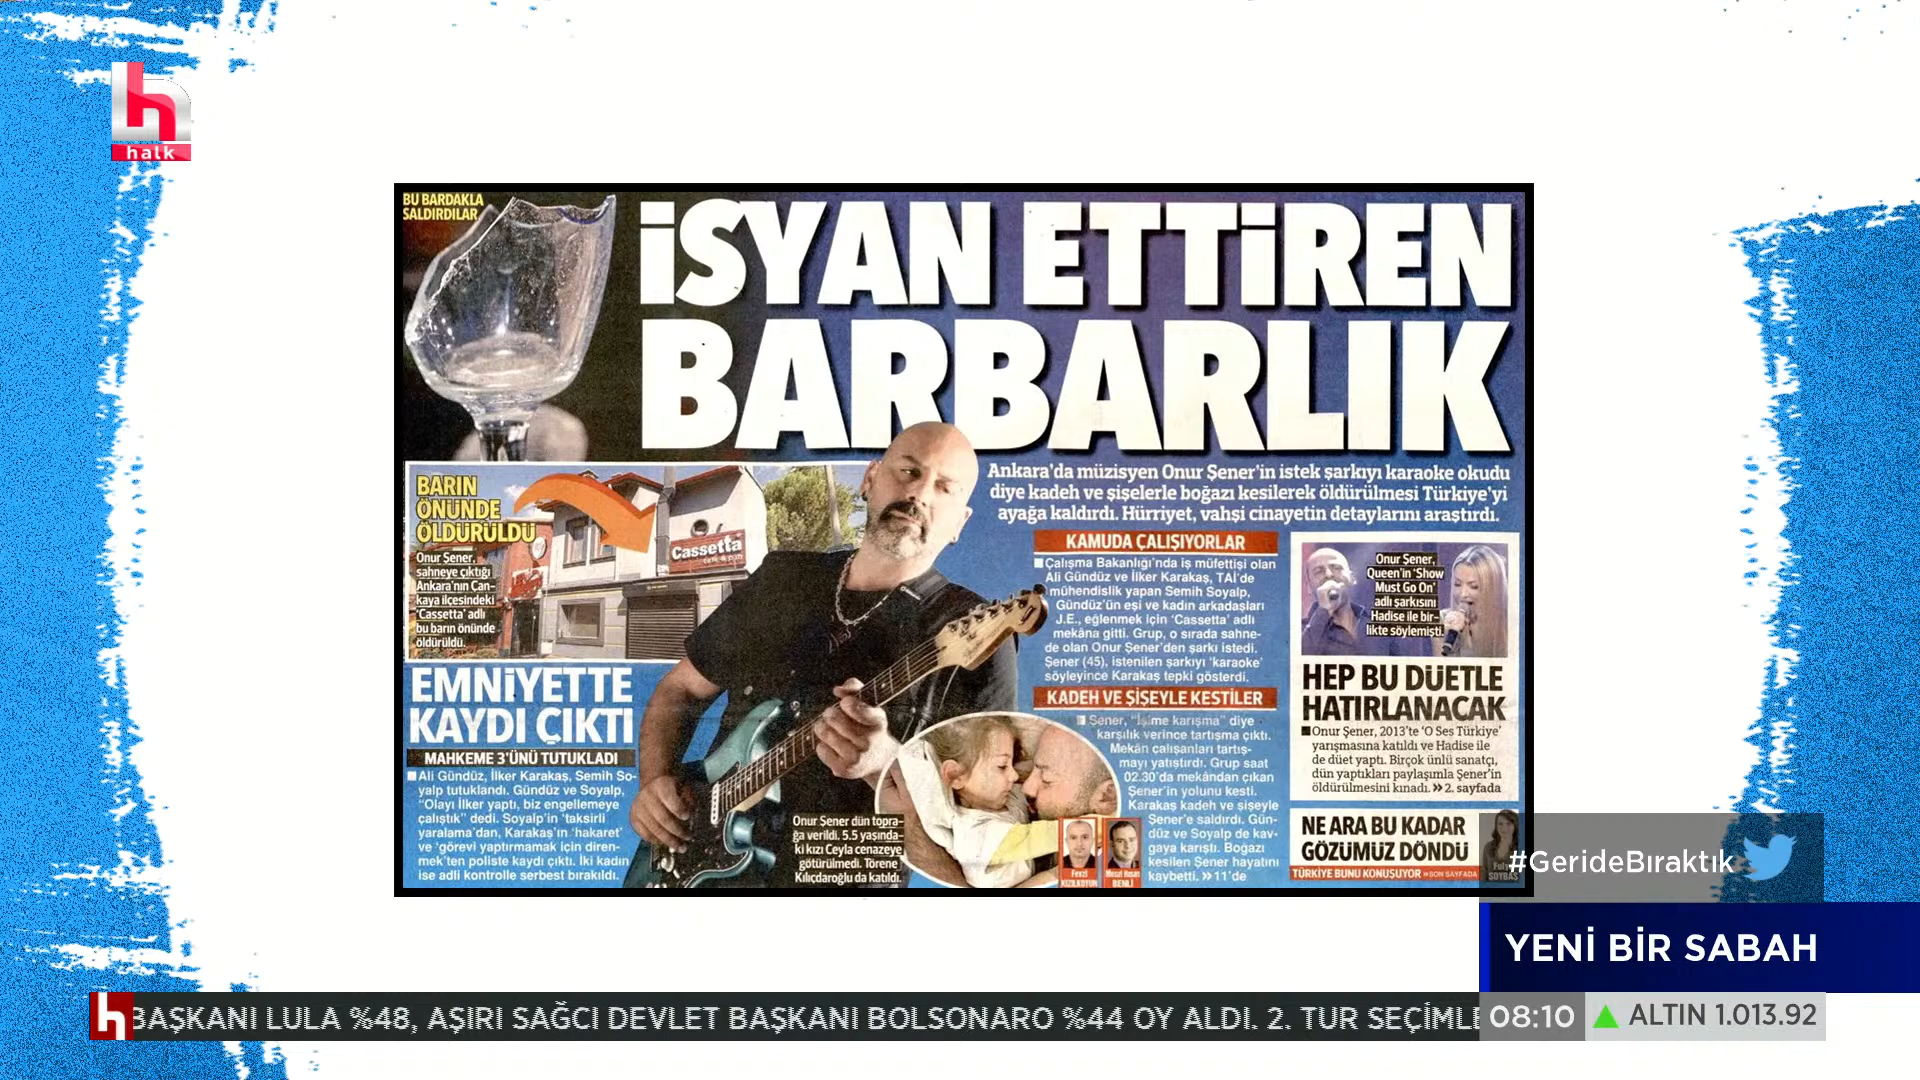 halk
BU BARDAKLA
SALDIRDILAR
İSYAN ETTİREN
BARBARLIK
Ankara'da müzisyen Onur Şener'in istek şarkıyı karaoke okudu
diye kadeh ve şişelerle boğazı kesilerek öldürülmesi Türkiye'yi
ayağa kaldırdı. Hürriyet, vahşi cinayetin detaylarını araştırdı.
BARIN
ÖNÜNDE
ÖLDÜRÜLDÜ
Onur Şener,
sahneye çıktığı
Ankara'nın Çan-
kaya ilçesindeki
'Cassetta' adlı
bu barın önünde
öldürüldü.
Cassetta
EMNİYETTE
KAYDI ÇIKTI
MAHKEME 3'ÜNÜ TUTUKLADI
Ali Gündüz, İlker Karakaş, Semih So-
yalp tutuklandı. Gündüz ve Soyalp,
"Olayı İlker yaptı, biz engellemeye
çalıştık" dedi. Soyalp'in 'taksirli
yaralama'dan, Karakaş'ın 'hakaret'
ve 'görevi yaptırmamak için diren-
mek'ten poliste kaydı çıktı. İki kadın
ise adli kontrolle serbest bırakıldı.
Onur Şener dün topra-
ğa verildi. 5.5 yaşında-
ki kızı Ceyla cenazeye
götürülmedi. Törene
Kılıçdaroğlu da katıldı.
KAMUDA ÇALIŞIYORLAR
Çalışma Bakanlığı'nda iş müfettişi olan
Ali Gündüz ve İlker Karakaş, TAİ'de
mühendislik yapan Semih Soyalp,
Gündüz'ün eşi ve kadın arkadaşları
J.E., eğlenmek için 'Cassetta' adlı
mekâna gitti. Grup, o sırada sahne-
de olan Onur Şener'den şarkı istedi.
Şener (45), istenilen şarkıyı 'karaoke'
söyleyince Karakaş tepki gösterdi.
KADEH VE ŞİŞEYLE KESTİLER
Şener, "İşime karışma" diye
karşılık verince tartışma çıktı.
Mekân çalışanları tartış-
mayı yatıştırdı. Grup saat
02.30'da mekândan çıkan
Şener'in yolunu kesti.
Karakaş kadeh ve şişeyle
Şener'e saldırdı. Gün-
düz ve Soyalp de kav-
gaya karıştı. Boğazı
kesilen Şener hayatını
kaybetti. »11'de
Fevzi
KIZILKOYUN
Mesut Hasan
BENLİ
Onur Şener,
Queen'in 'Show
Must Go On'
adlı şarkısını
Hadise ile bir-
likte söylemişti.
HEP BU DÜETLE
HATIRLANACAK
Onur Şener, 2013'te 'O Ses Türkiye'
yarışmasına katıldı ve Hadise ile
de düet yaptı. Birçok ünlü sanatçı,
dün yaptıkları paylaşımla Şener'in
öldürülmesini kınadı. »2. sayfada
NE ARA BU KADAR
GÖZÜMÜZ DÖNDÜ
TÜRKİYE BUNU KONUŞUYOR »SON SAYFADA
SOYBAŞ
#GerideBıraktık
YENİ BİR SABAH
BAŞKANI LULA %48, AŞIRI SAĞCI DEVLET BAŞKANI BOLSONARO %44 OY ALDI. 2. TUR SEÇİMLE
08:10
ALTIN 1.013.92